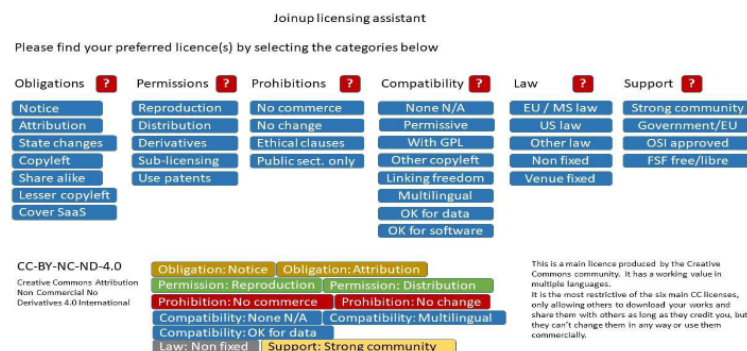 Joinup licensing assistant
Please find your preferred licence(s) by selecting the categories below
Obligations ? Permissions ? Prohibitions ? Compatibility ? Law ? Support ?
Notice Reproduction No commerce None N/A EU / MS law Strong community
Attribution Distribution No change Permissive US law Government/EU
State changes Derivatives Ethical clauses With GPL Other law OSI approved
Copyleft Sub-licensing Public sect. only Other copyleft Non fixed FSF free/libre
Share alike Use patents Linking freedom Venue fixed
Lesser copyleft Multilingual
Cover SaaS OK for data
OK for software
CC-BY-NC-ND-4.0
Creative Commons Attribution
Non Commercial No
Derivatives 4.0 International
Obligation: Notice Obligation: Attribution
Permission: Reproduction Permission: Distribution
Prohibition: No commerce Prohibition: No change
Compatibility: None N/A Compatibility: Multilingual
Compatibility: OK for data
Law: Non fixed Support: Strong community
This is a main licence produced by the Creative
Commons community. It has a working value in
multiple languages.
It is the most restrictive of the six main CC licenses,
only allowing others to download your works and
share them with others as long as they credit you, but
they can't change them in any way or use them
commercially.